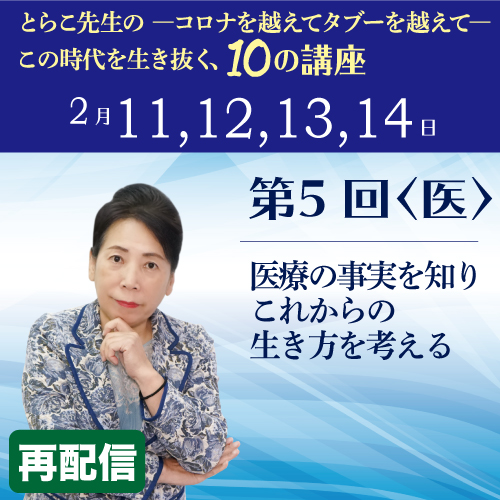 とらこ先生の ―コロナを越えてタブーを越えて―
この時代を生き抜く、10の講座
2月11,12,13,14日
第5回〈医〉
医療の事実を知り
これからの
生き方を考える
再配信